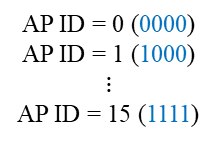 AP ID = 0 (0000)
AP ID = 1 (1000)
⋮
AP ID = 15 (1111)